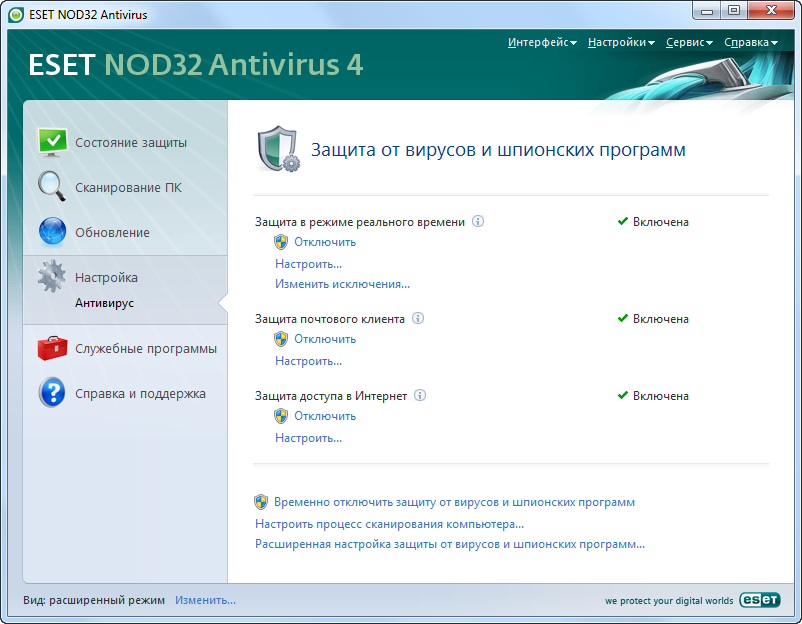 ESET NOD32 Antivirus
Интерфейс Настройки Сервис Справка
ESET NOD32 Antivirus 4
Состояние защиты
Сканирование ПК
Обновление
Настройка
Антивирус
Служебные программы
Справка и поддержка
Защита от вирусов и шпионских программ
Защита в режиме реального времени Включена
Отключить
Настроить...
Изменить исключения...
Защита почтового клиента Включена
Отключить
Настроить...
Защита доступа в Интернет Включена
Отключить
Настроить...
Временно отключить защиту от вирусов и шпионских программ
Настроить процесс сканирования компьютера...
Расширенная настройка защиты от вирусов и шпионских программ...
Вид: расширенный режим Изменить... we protect your digital worlds eset